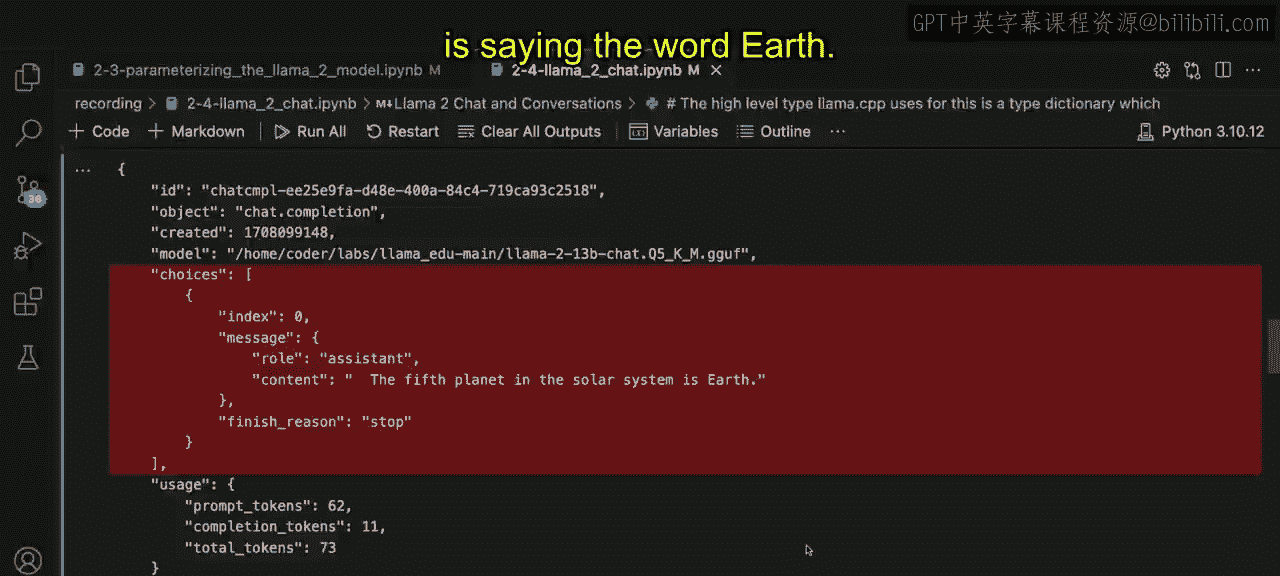 GPT中英字幕课程资源@bilibili.com
is saying the word Earth.
2-3-parameterizing_the_llama_2_model.ipynb M
2-4-llama_2_chat.ipynb M
recording > 2-4-llama_2_chat.ipynb > M↓Llama 2 Chat and Conversations > # The high level type llama.cpp uses for this is a type dictionary which
+ Code + Markdown Run All Restart Clear All Outputs Variables Outline ... Python 3.10.12
36
... {
"id": "chatcmpl-ee25e9fa-d48e-400a-84c4-719ca93c2518",
"object": "chat.completion",
"created": 1708099148,
"model": "/home/coder/labs/llama_edu-main/llama-2-13b-chat.Q5_K_M.gguf",
"choices": [
{
"index": 0,
"message": {
"role": "assistant",
"content": "  The fifth planet in the solar system is Earth."
},
"finish_reason": "stop"
}
],
"usage": {
"prompt_tokens": 62,
"completion_tokens": 11,
"total_tokens": 73
}